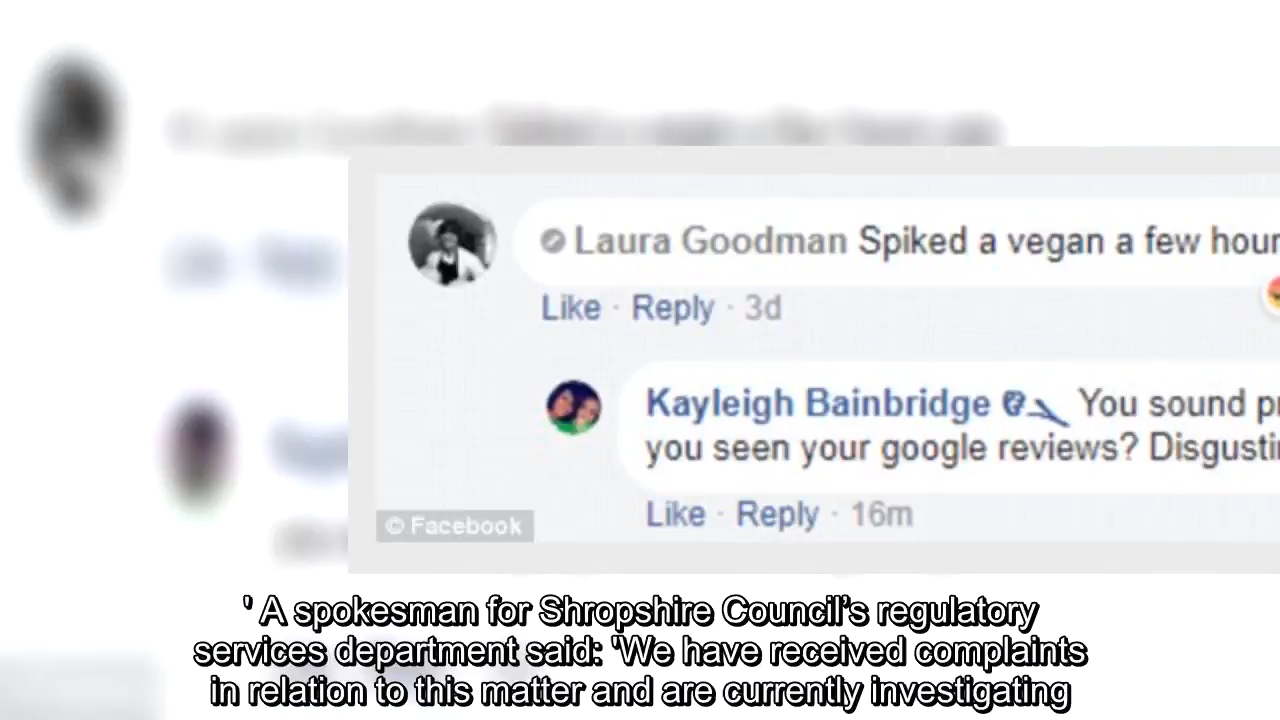 Laura Goodman Spiked a vegan a few hour
Like · Reply · 3d
Kayleigh Bainbridge You sound
you seen your google reviews?
Like · Reply · 16m
© Facebook
' A spokesman for Shropshire Council's regulatory
services department said: 'We have received complaints
in relation to this matter and are currently investigating